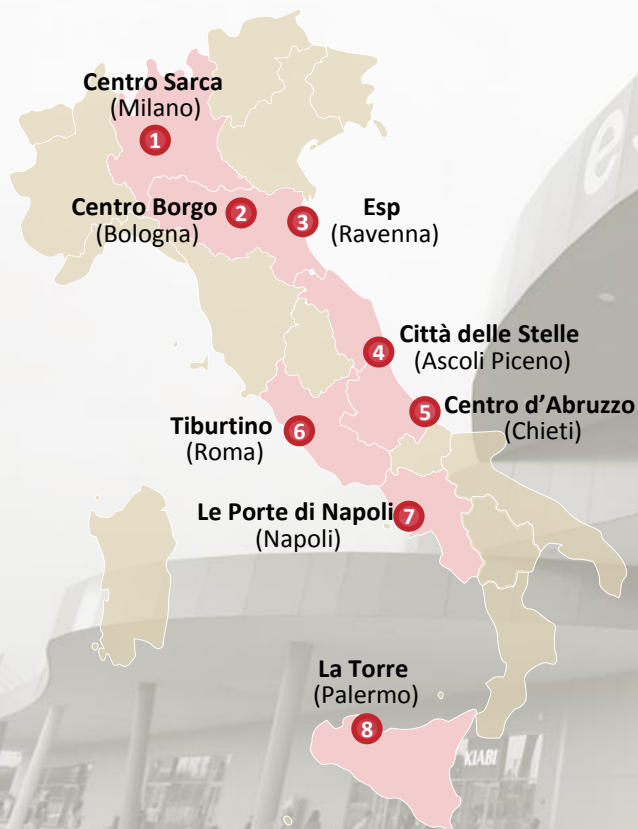 Centro Sarca
(Milano)
1
Centro Borgo
(Bologna)
2
3
Esp
(Ravenna)
Città delle Stelle
(Ascoli Piceno)
4
5
Centro d’Abruzzo
(Chieti)
Tiburtino
(Roma)
6
Le Porte di Napoli
(Napoli)
7
La Torre
(Palermo)
8
KIABI